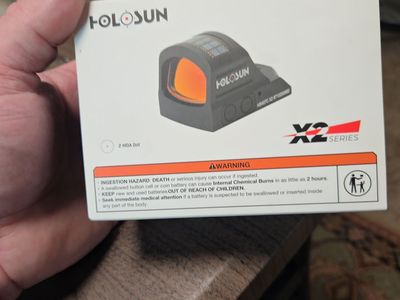 HOLOSUN
HOLOSUN
X2
SERIES
2 MOA Dot
WARNING
• INGESTION HAZARD: DEATH or serious injury can occur if ingested.
• A swallowed button cell or coin battery can cause Internal Chemical Burns in as little as 2 hours.
• KEEP new and used batteries OUT OF REACH OF CHILDREN.
• Seek immediate medical attention if a battery is suspected to be swallowed or inserted inside
any part of the body.